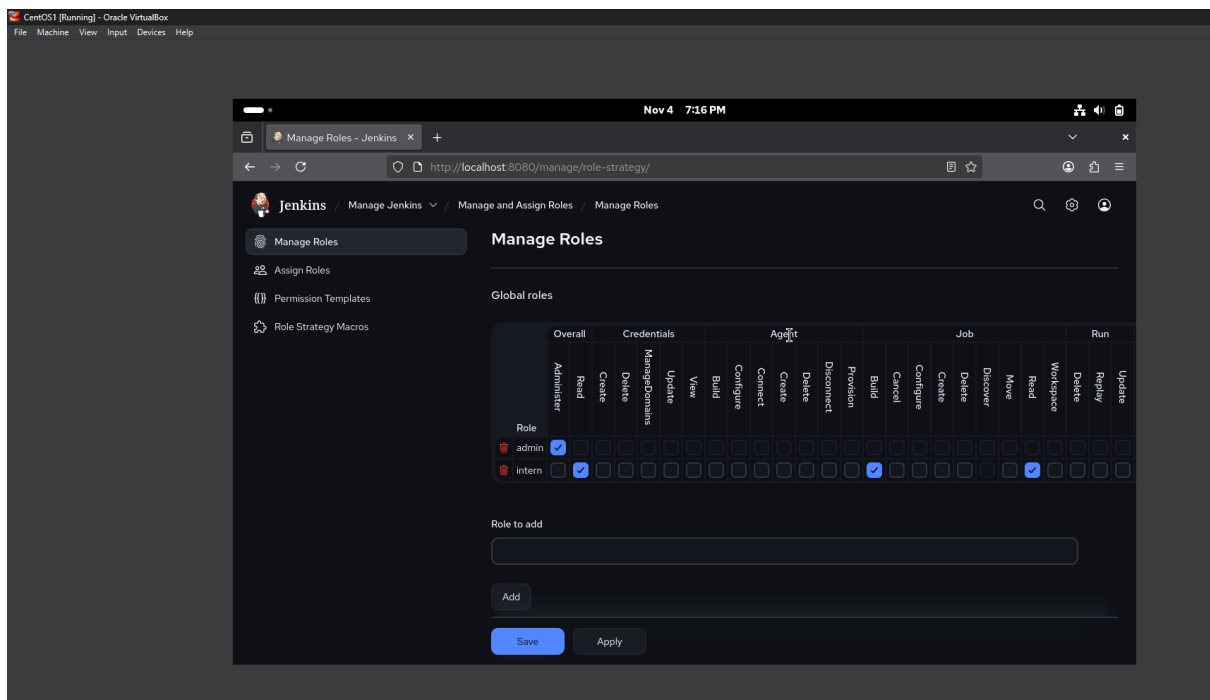 CentOS1 [Running] - Oracle VirtualBox
File Machine View Input Devices Help
Nov 4 7:16 PM
Manage Roles - Jenkins
http://localhost:8080/manage/role-strategy/
Jenkins / Manage Jenkins / Manage and Assign Roles / Manage Roles
Manage Roles
Assign Roles
Permission Templates
Role Strategy Macros
Manage Roles
Global roles
Overall Credentials Agent Job Run
Role Administer Read Create Delete ManageDomains Update View Build Configure Connect Create Delete Disconnect Provision Build Cancel Configure Create Delete Discover Move Read Workspace Delete Replay Update
admin
intern
Role to add
Add
Save Apply